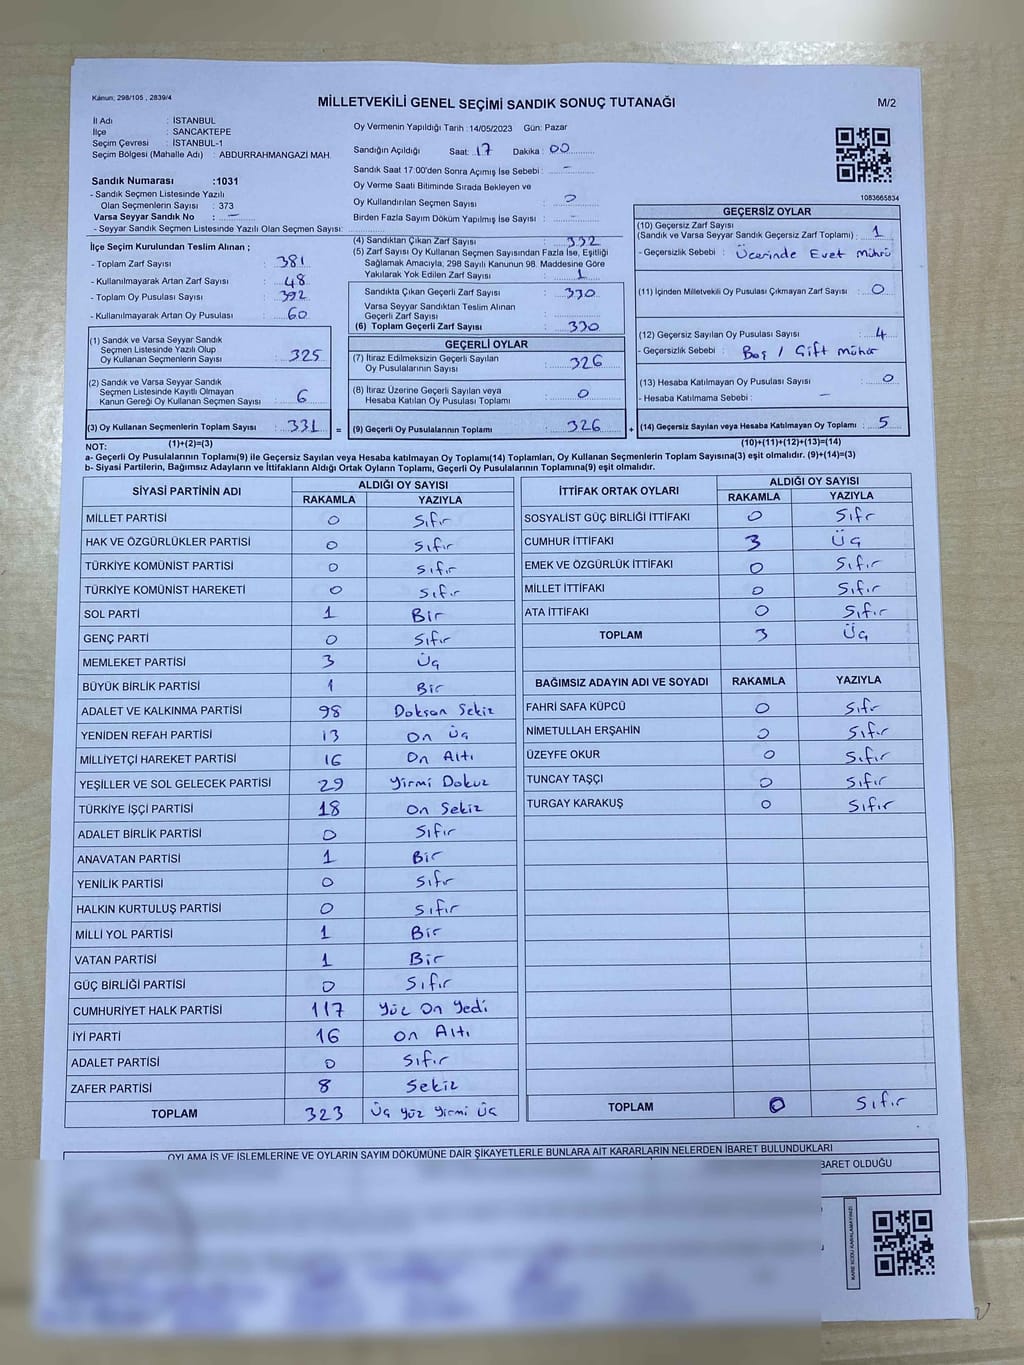 Kanun; 298/105 , 2839/4
MİLLETVEKİLİ GENEL SEÇİMİ SANDIK SONUÇ TUTANAĞI
M/2
İl Adı : İSTANBUL
İlçe : SANCAKTEPE
Seçim Çevresi : İSTANBUL-1
Seçim Bölgesi (Mahalle Adı) : ABDURRAHMANGAZİ MAH.
Sandık Numarası :1031
- Sandık Seçmen Listesinde Yazılı
Olan Seçmenlerin Sayısı : 373
Varsa Seyyar Sandık No : -
- Seyyar Sandık Seçmen Listesinde Yazılı Olan Seçmen Sayısı:
Oy Vermenin Yapıldığı Tarih :14/05/2023 Gün: Pazar
Sandığın Açıldığı Saat: 17 Dakika : 00
Sandık Saat 17:00'den Sonra Açımış İse Sebebi : -
Oy Verme Saati Bitiminde Sırada Bekleyen ve
Oy Kullandırılan Seçmen Sayısı : 0
Birden Fazla Sayım Döküm Yapılmış İse Sayısı : -
1083665834
İlçe Seçim Kurulundan Teslim Alınan ;
- Toplam Zarf Sayısı : 381
- Kullanılmayarak Artan Zarf Sayısı : 48
- Toplam Oy Pusulası Sayısı : 392
- Kullanılmayarak Artan Oy Pusulası : 60
(1) Sandık ve Varsa Seyyar Sandık
Seçmen Listesinde Yazılı Olup
Oy Kullanan Seçmenlerin Sayısı : 325
(2) Sandık ve Varsa Seyyar Sandık
Seçmen Listesinde Kayıtlı Olmayan
Kanun Gereği Oy Kullanan Seçmen Sayısı : 6
(3) Oy Kullanan Seçmenlerin Toplam Sayısı : 331 =
(4) Sandıktan Çıkan Zarf Sayısı : 332
(5) Zarf Sayısı Oy Kullanan Seçmen Sayısından Fazla İse, Eşitliği
Sağlamak Amacıyla, 298 Sayılı Kanunun 98. Maddesine Göre
Yakılarak Yok Edilen Zarf Sayısı : 1
Sandıkta Çıkan Geçerli Zarf Sayısı : 330
Varsa Seyyar Sandıktan Teslim Alınan
Geçerli Zarf Sayısı :
(6) Toplam Geçerli Zarf Sayısı : 330
GEÇERLİ OYLAR
(7) İtiraz Edilmeksizin Geçerli Sayılan
Oy Pusulalarının Sayısı : 326
(8) İtiraz Üzerine Geçerli Sayılan veya
Hesaba Katılan Oy Pusulası Toplamı : 0
(9) Geçerli Oy Pusulalarının Toplamı : 326 +
GEÇERSİZ OYLAR
(10) Geçersiz Zarf Sayısı
(Sandık ve Varsa Seyyar Sandık Geçersiz Zarf Toplamı) : 1
- Geçersizlik Sebebi : Üzerinde Evet Mührü
(11) İçinden Milletvekili Oy Pusulası Çıkmayan Zarf Sayısı : 0
(12) Geçersiz Sayılan Oy Pusulası Sayısı : 4
- Geçersizlik Sebebi : Boş / Çift Mühür
(13) Hesaba Katılmayan Oy Pusulası Sayısı : 0
- Hesaba Katılmama Sebebi : -
(14) Geçersiz Sayılan veya Hesaba Katılmayan Oy Toplamı : 5
NOT: (1)+(2)=(3)
(10)+(11)+(12)+(13)=(14)
a- Geçerli Oy Pusulalarının Toplamı(9) ile Geçersiz Sayılan veya Hesaba katılmayan Oy Toplamı(14) Toplamları, Oy Kullanan Seçmenlerin Toplam Sayısına(3) eşit olmalıdır. (9)+(14)=(3)
b- Siyasi Partilerin, Bağımsız Adayların ve İttifakların Aldığı Ortak Oyların Toplamı, Geçerli Oy Pusulalarının Toplamına(9) eşit olmalıdır.
SİYASİ PARTİNİN ADI ALDIĞI OY SAYISI
RAKAMLA YAZIYLA
MİLLET PARTİSİ 0 Sıfır
HAK VE ÖZGÜRLÜKLER PARTİSİ 0 Sıfır
TÜRKİYE KOMÜNİST PARTİSİ 0 Sıfır
TÜRKİYE KOMÜNİST HAREKETİ 0 Sıfır
SOL PARTİ 1 Bir
GENÇ PARTİ 0 Sıfır
MEMLEKET PARTİSİ 3 Üç
BÜYÜK BİRLİK PARTİSİ 1 Bir
ADALET VE KALKINMA PARTİSİ 98 Doksan Sekiz
YENİDEN REFAH PARTİSİ 13 On Üç
MİLLİYETÇİ HAREKET PARTİSİ 16 On Altı
YEŞİLLER VE SOL GELECEK PARTİSİ 29 Yirmi Dokuz
TÜRKİYE İŞÇİ PARTİSİ 18 On Sekiz
ADALET BİRLİK PARTİSİ 0 Sıfır
ANAVATAN PARTİSİ 1 Bir
YENİLİK PARTİSİ 0 Sıfır
HALKIN KURTULUŞ PARTİSİ 0 Sıfır
MİLLİ YOL PARTİSİ 1 Bir
VATAN PARTİSİ 1 Bir
GÜÇ BİRLİĞİ PARTİSİ 0 Sıfır
CUMHURİYET HALK PARTİSİ 117 Yüz On Yedi
İYİ PARTİ 16 On Altı
ADALET PARTİSİ 0 Sıfır
ZAFER PARTİSİ 8 Sekiz
TOPLAM 323 Üç Yüz Yirmi Üç
İTTİFAK ORTAK OYLARI ALDIĞI OY SAYISI
RAKAMLA YAZIYLA
SOSYALİST GÜÇ BİRLİĞİ İTTİFAKI 0 Sıfr
CUMHUR İTTİFAKI 3 Üç
EMEK VE ÖZGÜRLÜK İTTİFAKI 0 Sıfır
MİLLET İTTİFAKI 0 Sıfır
ATA İTTİFAKI 0 Sıfır
TOPLAM 3 Üç
BAĞIMSIZ ADAYIN ADI VE SOYADI RAKAMLA YAZIYLA
FAHRİ SAFA KÜPCÜ 0 Sıfr
NİMETULLAH ERŞAHİN 0 Sıfır
ÜZEYFE OKUR 0 Sıfır
TUNCAY TAŞÇI 0 Sıfır
TURGAY KARAKUŞ 0 Sıfır
TOPLAM 0 Sıfır
OYLAMA İŞ VE İŞLEMLERİNE VE OYLARIN SAYIM DÖKÜMÜNE DAİR ŞİKAYETLERLE BUNLARA AİT KARARLARIN NELERDEN İBARET BULUNDUKLARI
BARET OLDUĞU
KARE KODU KARALAMAYINIZ!